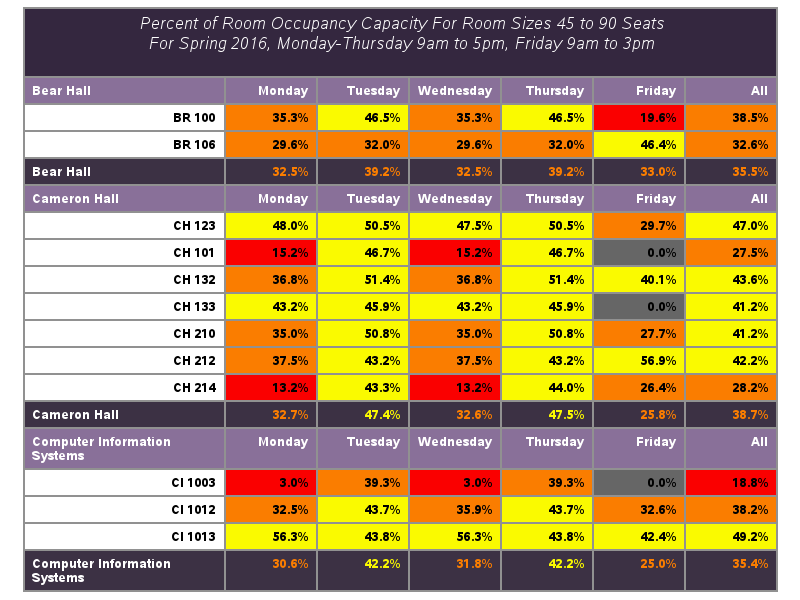 Percent of Room Occupancy Capacity For Room Sizes 45 to 90 Seats
For Spring 2016, Monday-Thursday 9am to 5pm, Friday 9am to 3pm
Bear Hall Monday Tuesday Wednesday Thursday Friday All
BR 100 35.3% 46.5% 35.3% 46.5% 19.6% 38.5%
BR 106 29.6% 32.0% 29.6% 32.0% 46.4% 32.6%
Bear Hall 32.5% 39.2% 32.5% 39.2% 33.0% 35.5%
Cameron Hall Monday Tuesday Wednesday Thursday Friday All
CH 123 48.0% 50.5% 47.5% 50.5% 29.7% 47.0%
CH 101 15.2% 46.7% 15.2% 46.7% 0.0% 27.5%
CH 132 36.8% 51.4% 36.8% 51.4% 40.1% 43.6%
CH 133 43.2% 45.9% 43.2% 45.9% 0.0% 41.2%
CH 210 35.0% 50.8% 35.0% 50.8% 27.7% 41.2%
CH 212 37.5% 43.2% 37.5% 43.2% 56.9% 42.2%
CH 214 13.2% 43.3% 13.2% 44.0% 26.4% 28.2%
Cameron Hall 32.7% 47.4% 32.6% 47.5% 25.8% 38.7%
Computer Information Monday Tuesday Wednesday Thursday Friday All
Systems
CI 1003 3.0% 39.3% 3.0% 39.3% 0.0% 18.8%
CI 1012 32.5% 43.7% 35.9% 43.7% 32.6% 38.2%
CI 1013 56.3% 43.8% 56.3% 43.8% 42.4% 49.2%
Computer Information 30.6% 42.2% 31.8% 42.2% 25.0% 35.4%
Systems